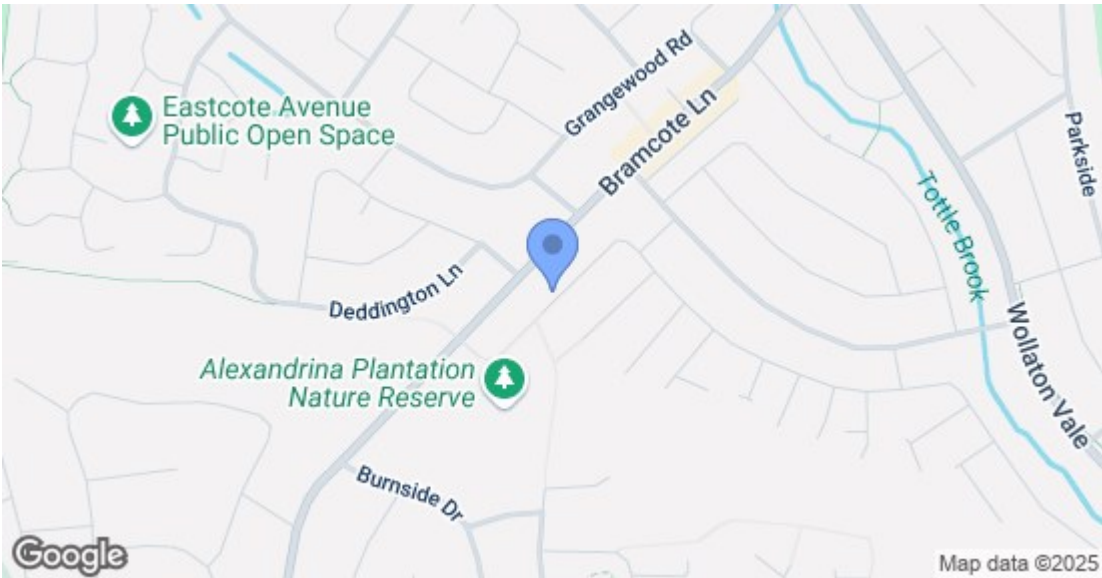 Grangewood Rd
Eastcote Avenue
Public Open Space
Bramcote Ln
Parkside
Tottle Brook
Deddington Ln
Wollaton Vale
Alexandrina Plantation
Nature Reserve
Burnside Dr
Google
Map data ©2025